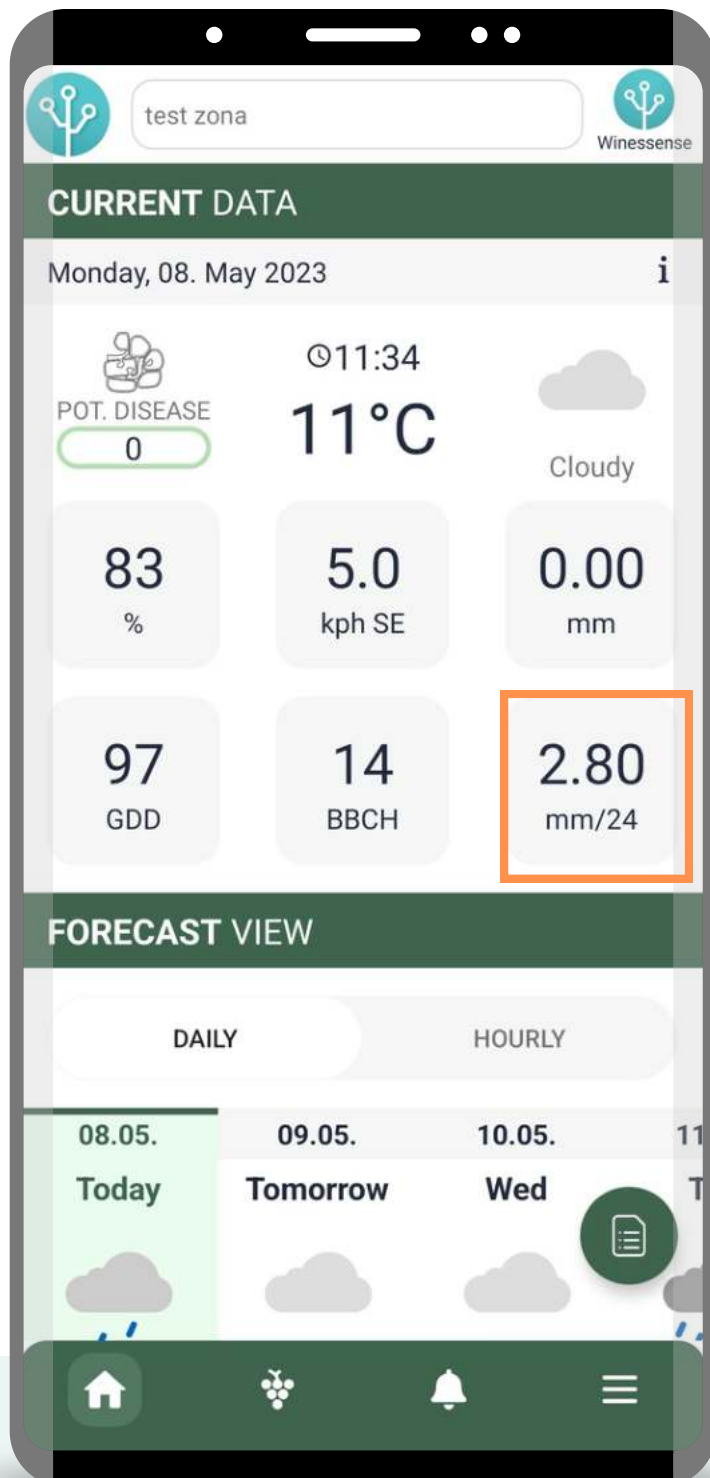 test zona
Winessense
CURRENT DATA
Monday, 08. May 2023 i
11:34
POT. DISEASE
0
11°C
Cloudy
83
%
5.0
kph SE
0.00
mm
97
GDD
14
BBCH
2.80
mm/24
FORECAST VIEW
DAILY HOURLY
08.05. 09.05. 10.05. 11
Today Tomorrow Wed T